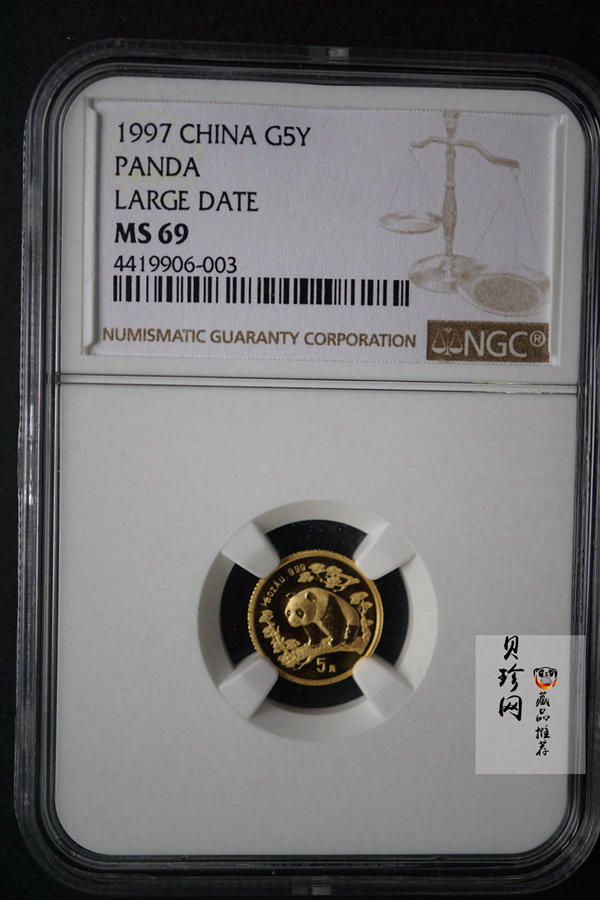 1997 CHINA G5Y
PANDA
LARGE DATE
MS 69
4419906-003
NUMISMATIC GUARANTY CORPORATION
NGC®
1/20oz Au .999
5元
贝珍网
藏品推荐